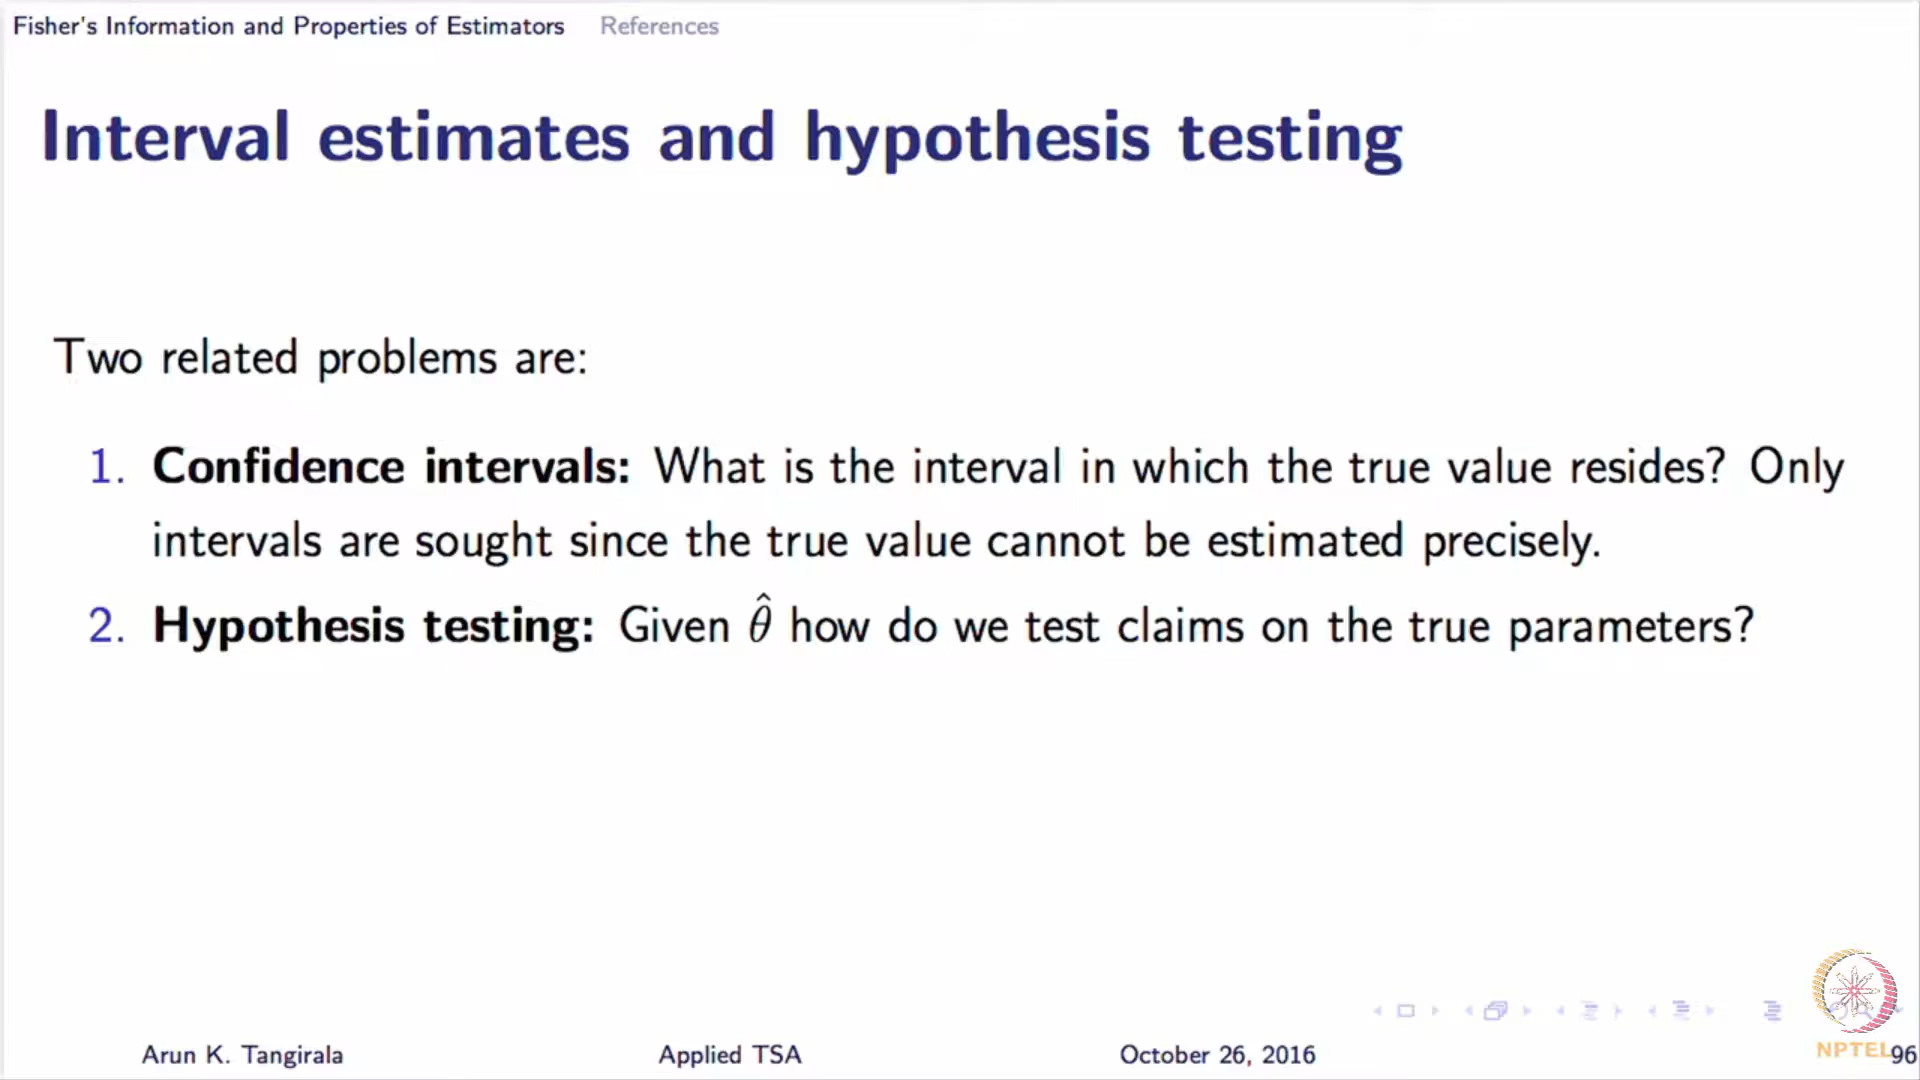 Fisher's Information and Properties of Estimators References
Interval estimates and hypothesis testing
Two related problems are:
1. Confidence intervals: What is the interval in which the true value resides? Only
intervals are sought since the true value cannot be estimated precisely.
2. Hypothesis testing: Given θ̂ how do we test claims on the true parameters?
NPTEL
Arun K. Tangirala Applied TSA October 26, 2016 96